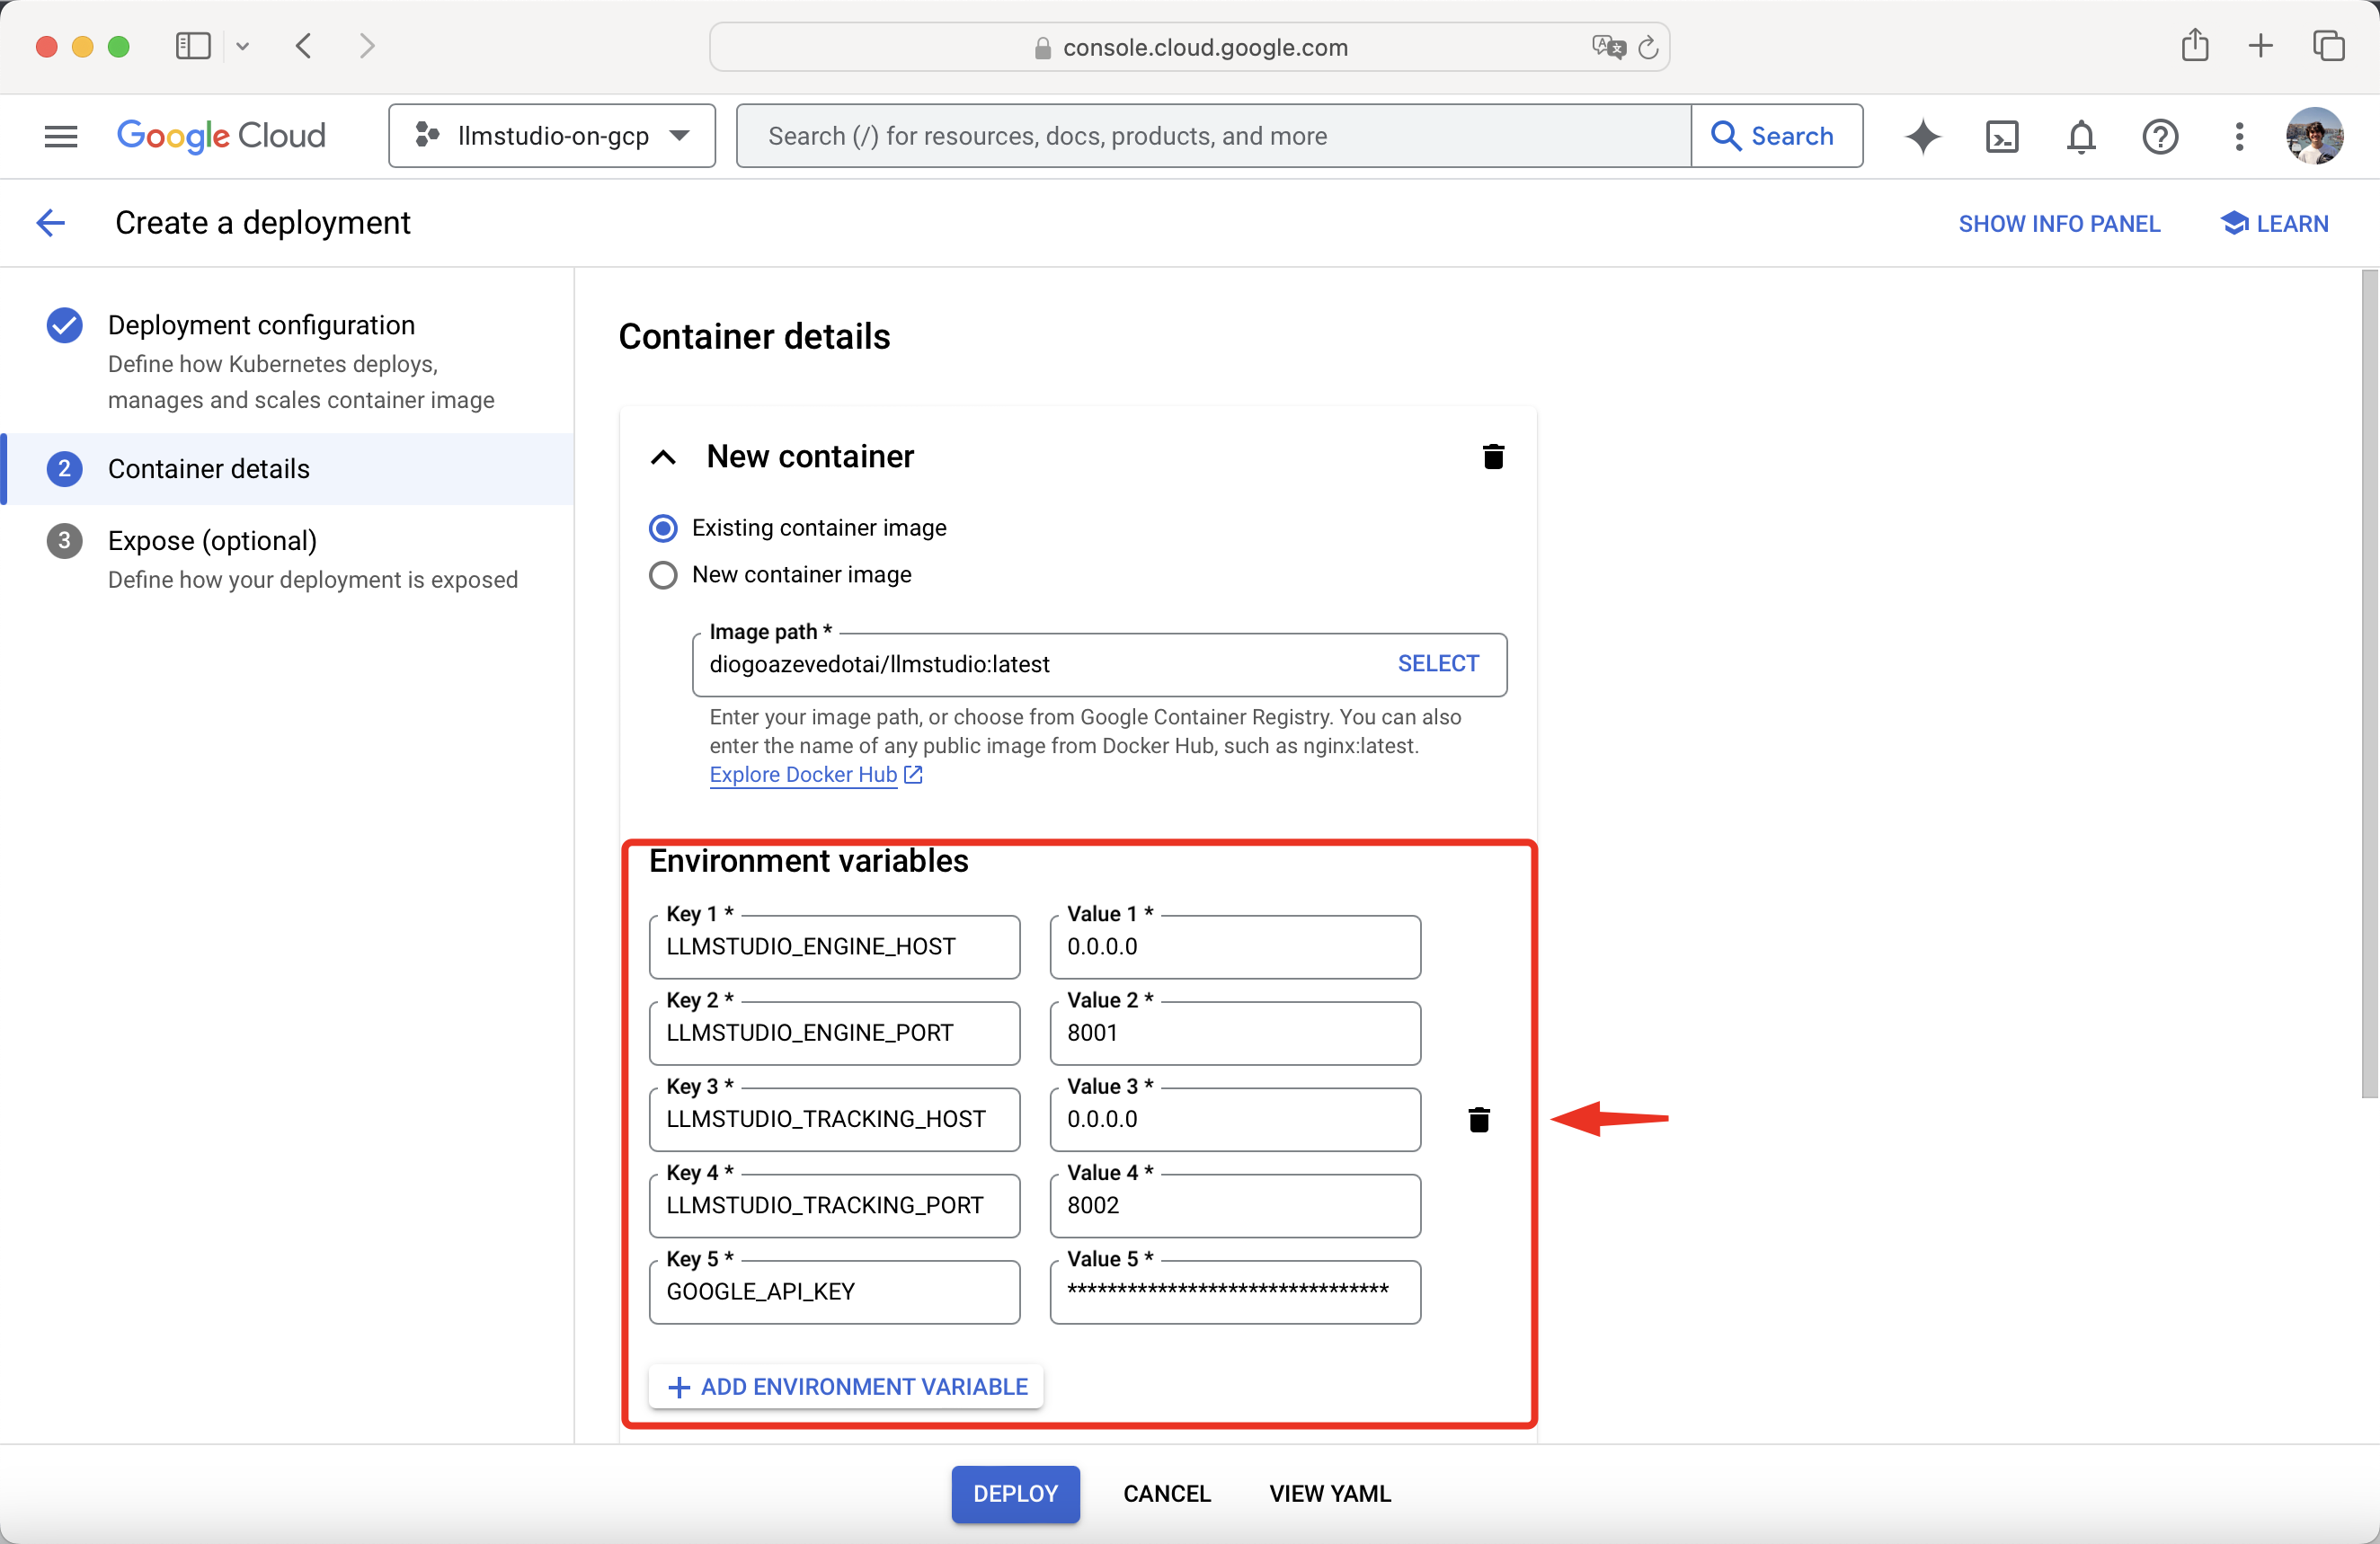 console.cloud.google.com
Google Cloud
llmstudio-on-gcp
Search (/) for resources, docs, products, and more
Search
Create a deployment
SHOW INFO PANEL
LEARN
Deployment configuration
Define how Kubernetes deploys,
manages and scales container image
2
Container details
3
Expose (optional)
Define how your deployment is exposed
Container details
New container
Existing container image
New container image
Image path *
diogoazevedotai/llmstudio:latest
SELECT
Enter your image path, or choose from Google Container Registry. You can also
enter the name of any public image from Docker Hub, such as nginx:latest.
Explore Docker Hub
Environment variables
Key 1 *
LLMSTUDIO_ENGINE_HOST
Value 1 *
0.0.0.0
Key 2 *
LLMSTUDIO_ENGINE_PORT
Value 2 *
8001
Key 3 *
LLMSTUDIO_TRACKING_HOST
Value 3 *
0.0.0.0
Key 4 *
LLMSTUDIO_TRACKING_PORT
Value 4 *
8002
Key 5 *
GOOGLE_API_KEY
Value 5 *
********************************
ADD ENVIRONMENT VARIABLE
DEPLOY
CANCEL
VIEW YAML